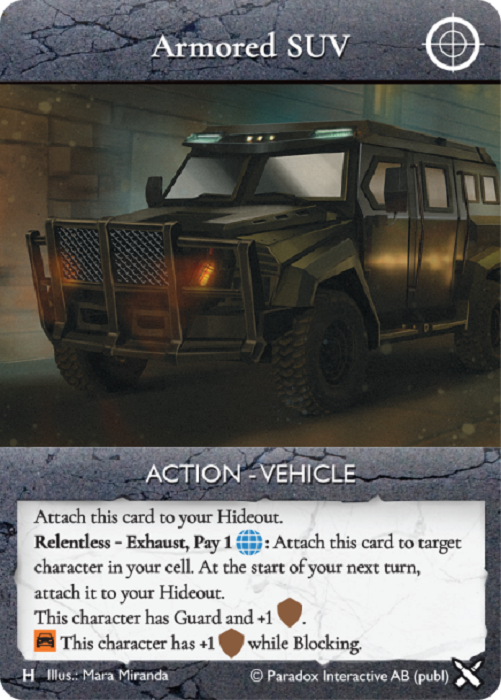 Armored SUV
ACTION - VEHICLE
Attach this card to your Hideout.
Relentless - Exhaust, Pay 1 : Attach this card to target
character in your cell. At the start of your next turn,
attach it to your Hideout.
This character has Guard and +1 .
This character has +1 while Blocking.
H Illus.: Mara Miranda © Paradox Interactive AB (publ)